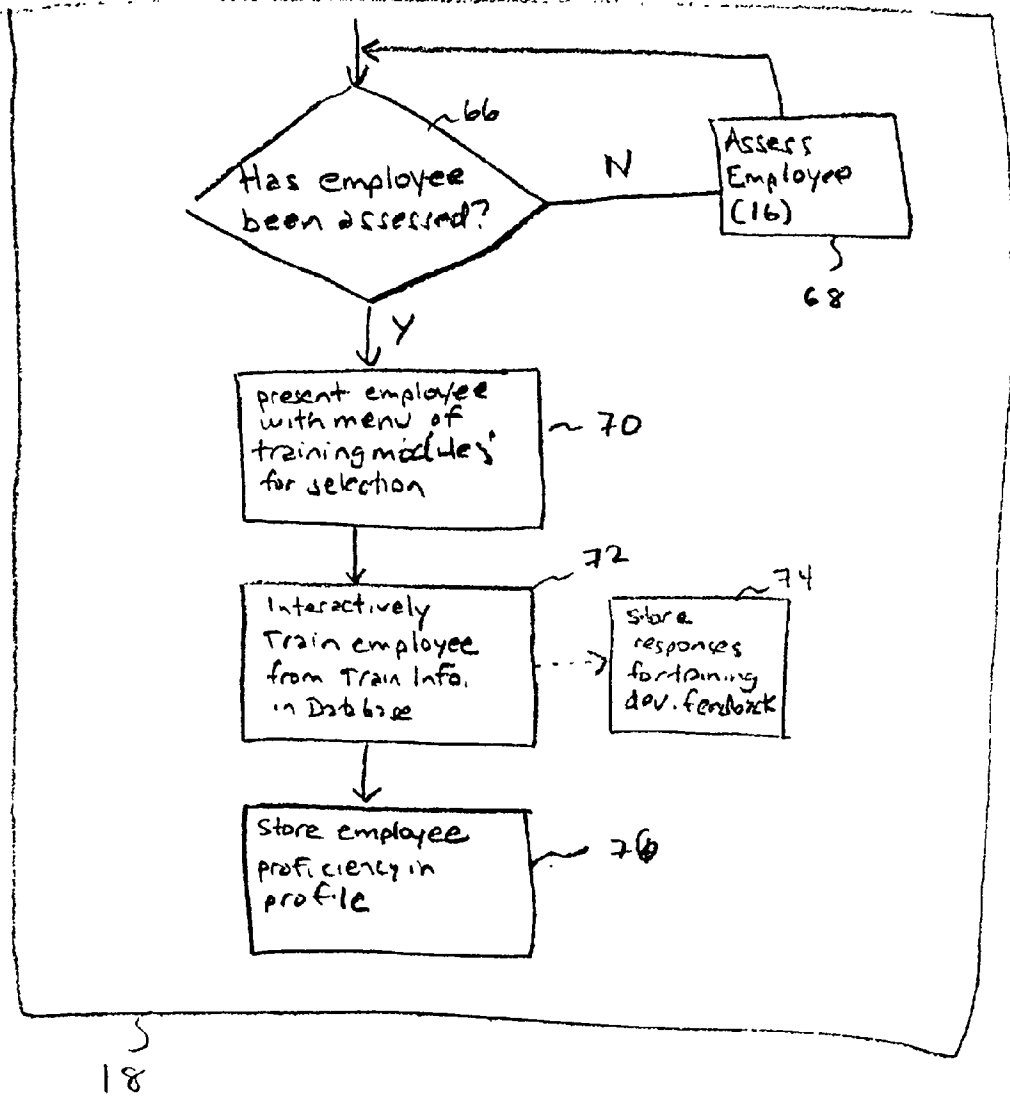 66
Has employee
been assessed?
N
Assess
Employee
(16)
68
Y
present employee
with menu of
training modules
for selection
70
72
Interactively
Train employee
from Train Info.
in Database
74
Store
responses
for training
dev. feedback
Store employee
proficiency in
profile
76
18